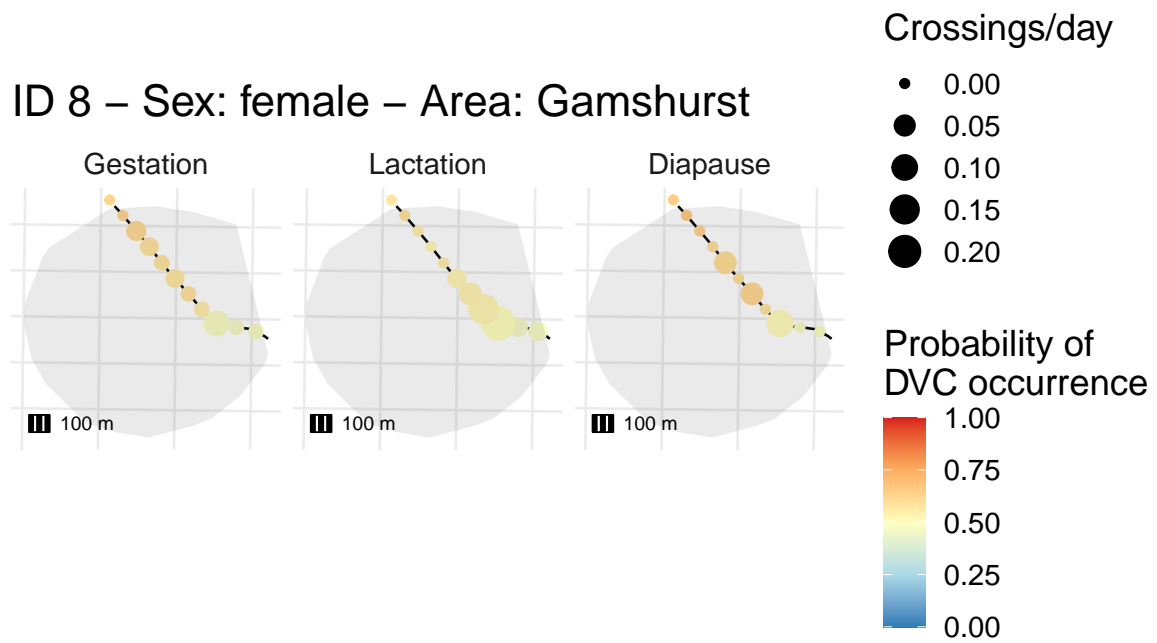 ID 8 – Sex: female – Area: Gamshurst
Gestation
Lactation
Diapause
100 m
100 m
100 m
Crossings/day
0.00
0.05
0.10
0.15
0.20
Probability of
DVC occurrence
1.00
0.75
0.50
0.25
0.00